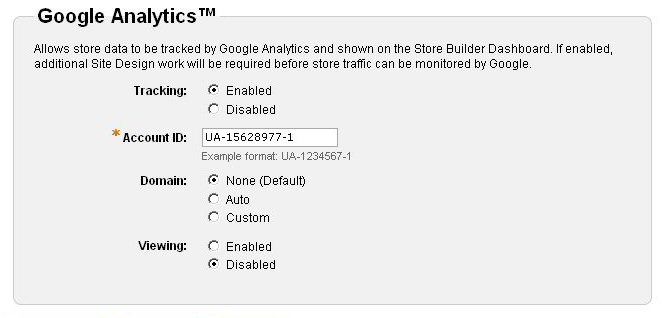 Google Analytics™
Allows store data to be tracked by Google Analytics and shown on the Store Builder Dashboard. If enabled,
additional Site Design work will be required before store traffic can be monitored by Google.
Tracking: Enabled
Disabled
* Account ID: UA-15628977-1
Example format: UA-1234567-1
Domain: None (Default)
Auto
Custom
Viewing: Enabled
Disabled